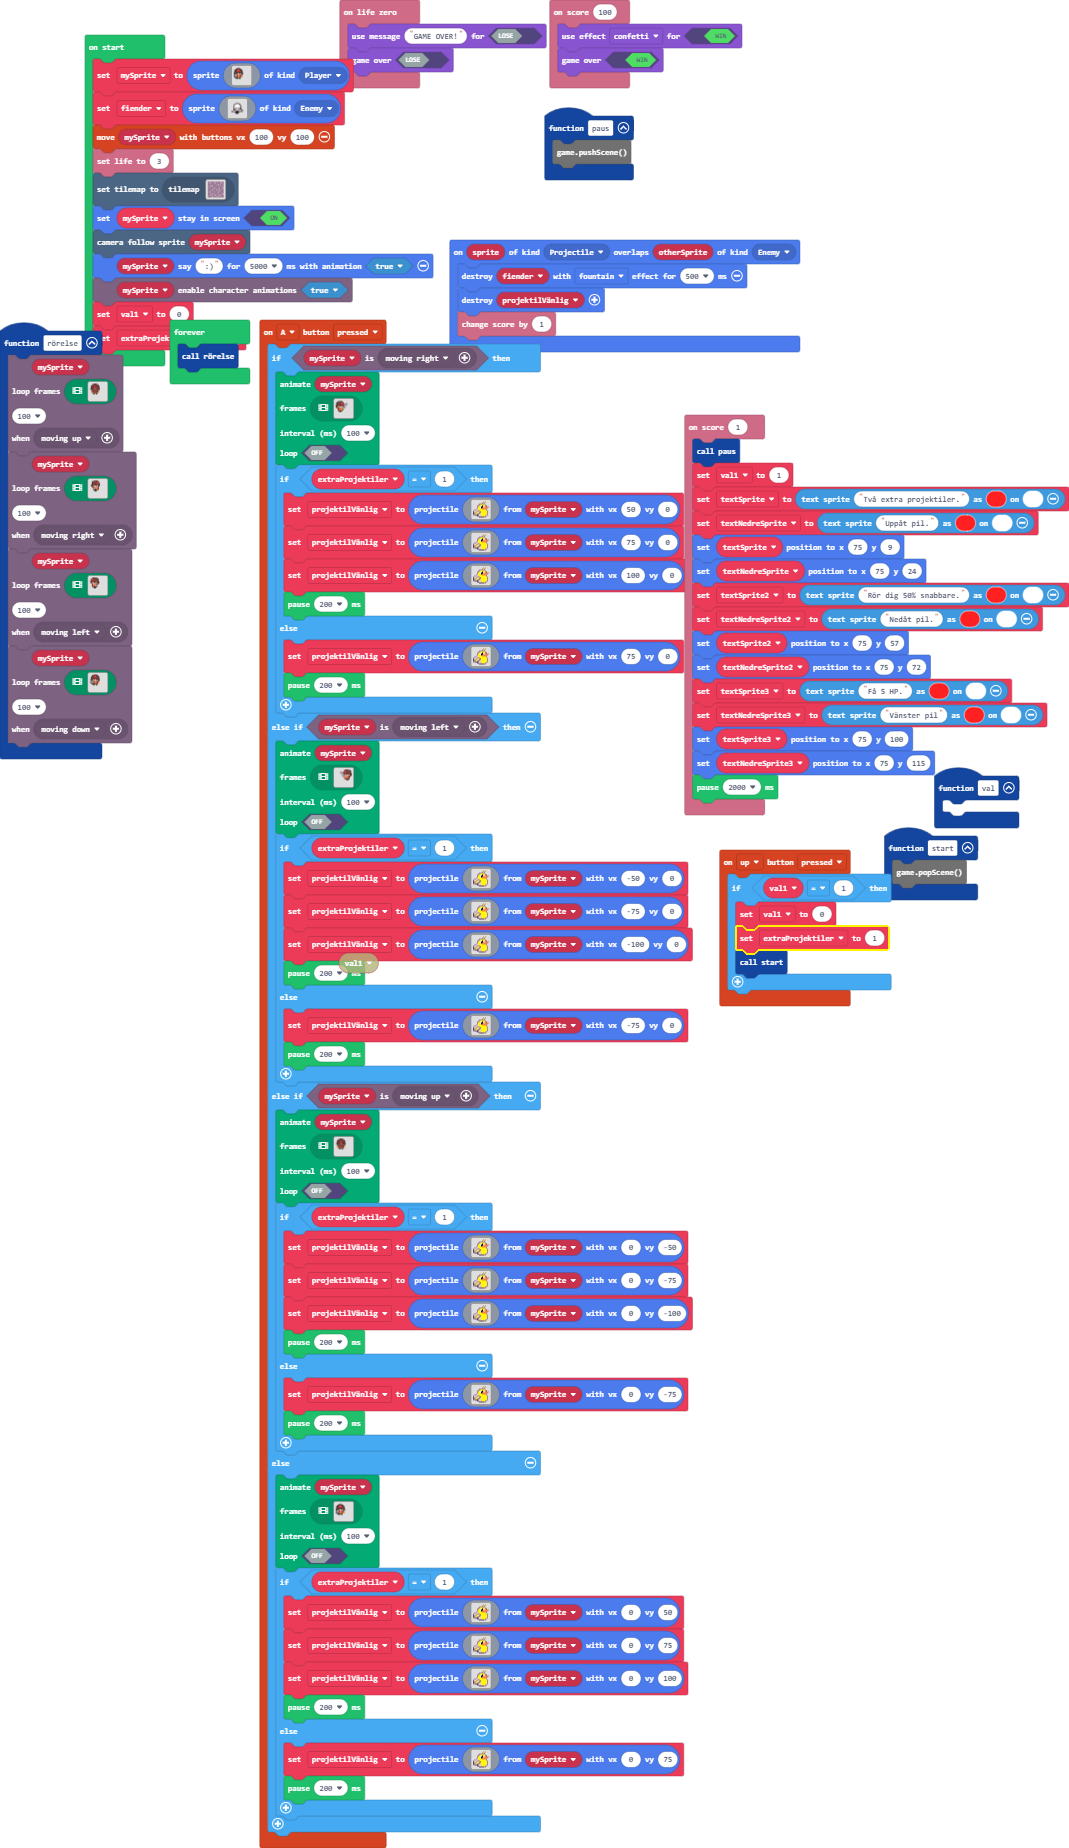 on life zero
use message "GAME OVER!" for LOSE
game over LOSE
on score 100
use effect confetti for WIN
game over WIN
on start
set mySprite to sprite of kind Player
set fiender to sprite of kind Enemy
move mySprite with buttons vx 100 vy 100
set life to 3
set tilemap to tilemap
set mySprite stay in screen ON
camera follow sprite mySprite
mySprite say ":)" for 5000 ms with animation true
mySprite enable character animations true
set val1 to 0
set extraProjek
function paus
game.pushScene()
on sprite of kind Projectile overlaps otherSprite of kind Enemy
destroy fiender with fountain effect for 500 ms
destroy projektilVänlig
change score by 1
function rörelse
mySprite
loop frames
100
when moving up
mySprite
loop frames
100
when moving right
mySprite
loop frames
100
when moving left
mySprite
loop frames
100
when moving down
forever
call rörelse
on A button pressed
if mySprite is moving right then
animate mySprite
frames
interval (ms) 100
loop OFF
if extraProjektiler = 1 then
set projektilVänlig to projectile from mySprite with vx 50 vy 0
set projektilVänlig to projectile from mySprite with vx 75 vy 0
set projektilVänlig to projectile from mySprite with vx 100 vy 0
pause 200 ms
else
set projektilVänlig to projectile from mySprite with vx 75 vy 0
pause 200 ms
else if mySprite is moving left then
animate mySprite
frames
interval (ms) 100
loop OFF
if extraProjektiler = 1 then
set projektilVänlig to projectile from mySprite with vx -50 vy 0
set projektilVänlig to projectile from mySprite with vx -75 vy 0
set projektilVänlig to projectile from mySprite with vx -100 vy 0
val1
pause 200 ms
else
set projektilVänlig to projectile from mySprite with vx -75 vy 0
pause 200 ms
else if mySprite is moving up then
animate mySprite
frames
interval (ms) 100
loop OFF
if extraProjektiler = 1 then
set projektilVänlig to projectile from mySprite with vx 0 vy -50
set projektilVänlig to projectile from mySprite with vx 0 vy -75
set projektilVänlig to projectile from mySprite with vx 0 vy -100
pause 200 ms
else
set projektilVänlig to projectile from mySprite with vx 0 vy -75
pause 200 ms
else
animate mySprite
frames
interval (ms) 100
loop OFF
if extraProjektiler = 1 then
set projektilVänlig to projectile from mySprite with vx 0 vy 50
set projektilVänlig to projectile from mySprite with vx 0 vy 75
set projektilVänlig to projectile from mySprite with vx 0 vy 100
pause 200 ms
else
set projektilVänlig to projectile from mySprite with vx 0 vy 75
pause 200 ms
on score 1
call paus
set val1 to 1
set textSprite to text sprite "Två extra projektiler." as on
set textNedreSprite to text sprite "Uppåt pil." as on
set textSprite position to x 75 y 9
set textNedreSprite position to x 75 y 24
set textSprite2 to text sprite "Rör dig 50% snabbare." as on
set textNedreSprite2 to text sprite "Nedåt pil." as on
set textSprite2 position to x 75 y 57
set textNedreSprite2 position to x 75 y 72
set textSprite3 to text sprite "Få 5 HP." as on
set textNedreSprite3 to text sprite "Vänster pil" as on
set textSprite3 position to x 75 y 100
set textNedreSprite3 position to x 75 y 115
pause 2000 ms
function val
function start
game.popScene()
on up button pressed
if val1 = 1 then
set val1 to 0
set extraProjektiler to 1
call start